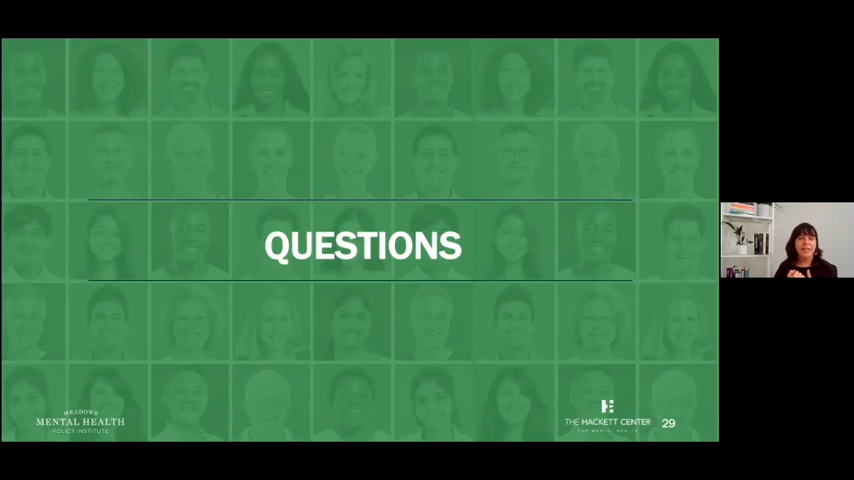 QUESTIONS
MEADOWS
MENTAL HEALTH
POLICY INSTITUTE
THE HACKETT CENTER
FOR MENTAL HEALTH
29